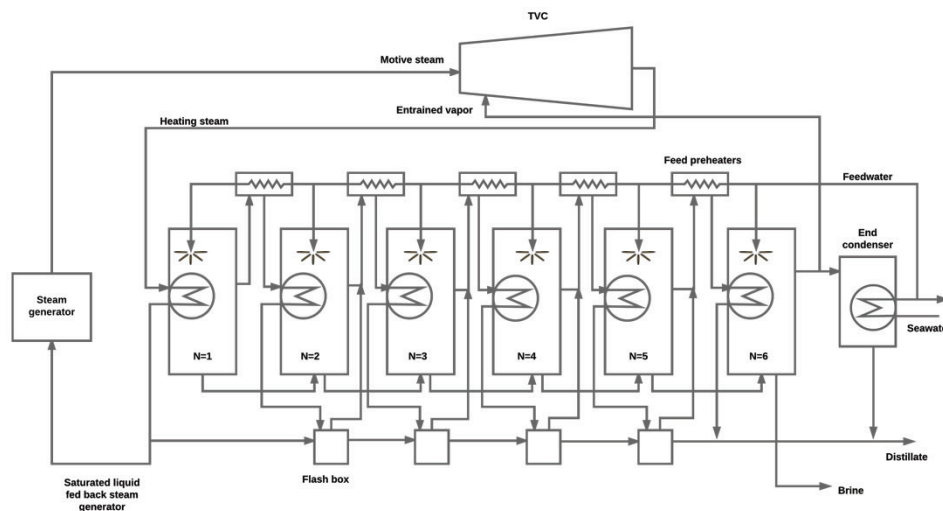 TVC
Motive steam
Entrained vapor
Heating steam
Feed preheaters
Feedwater
End
condenser
Steam
generator
Seawate
N=1
N=2
N=3
N=4
N=5
N=6
Flash box
Distillate
Saturated liquid
fed back steam
generator
Brine